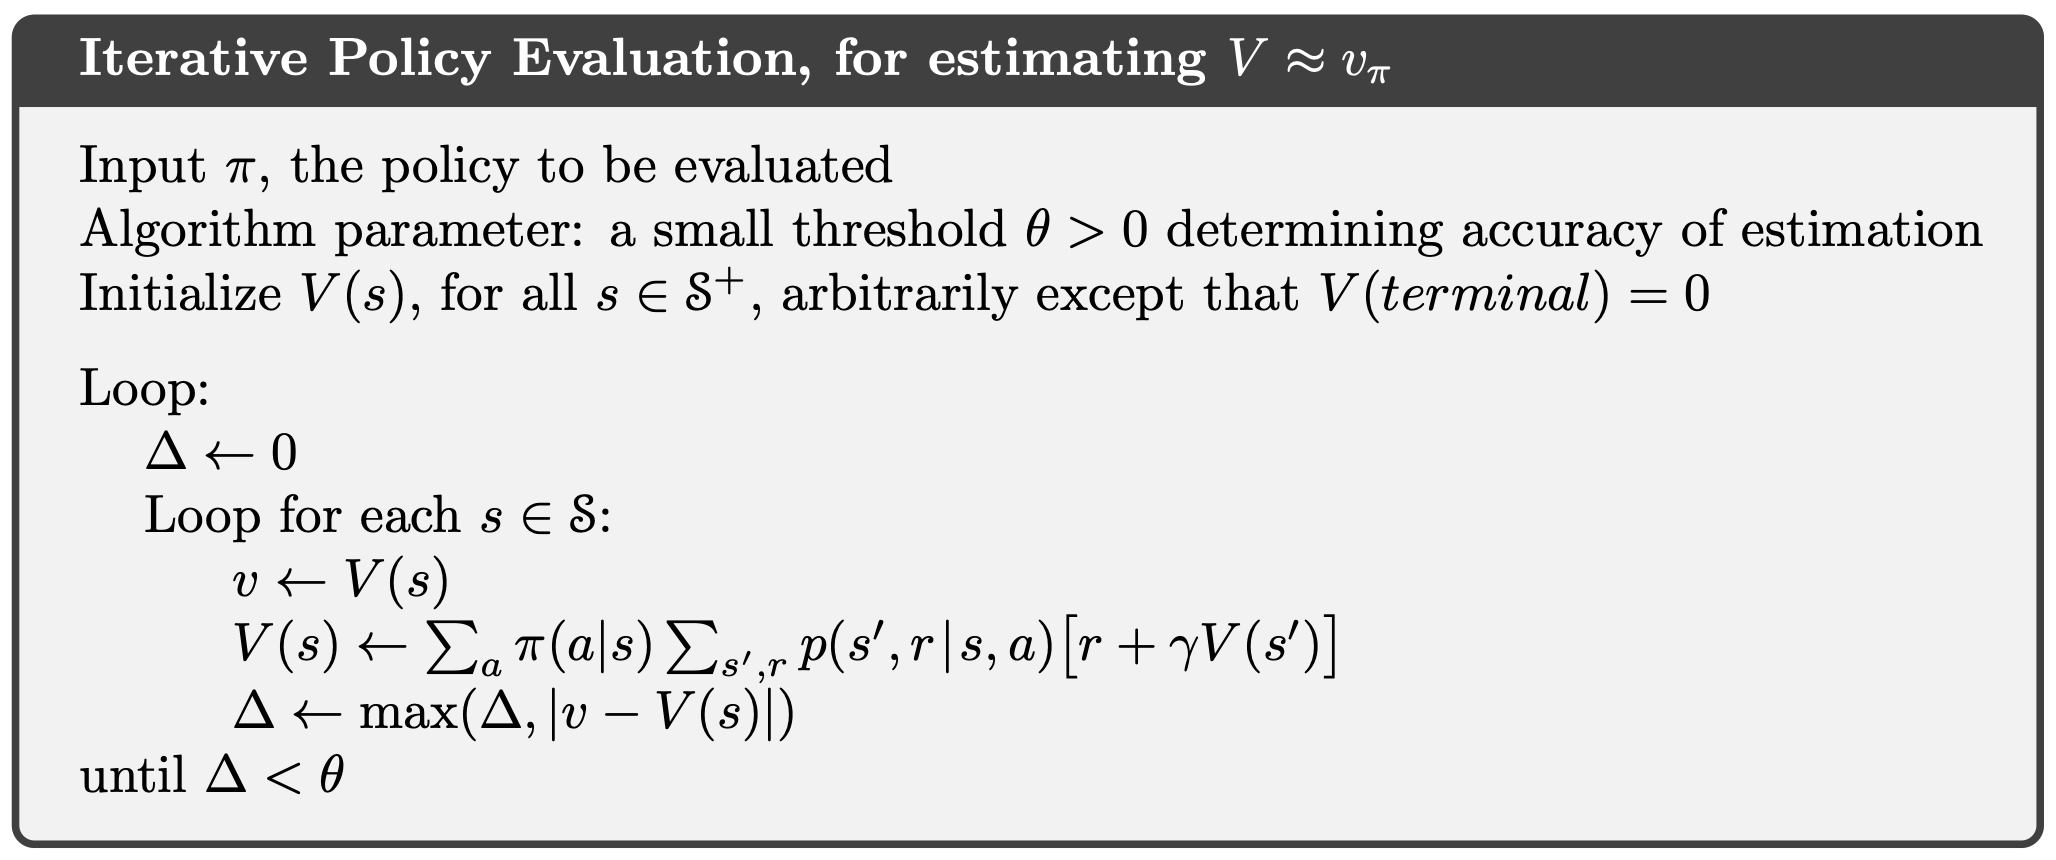 Iterative Policy Evaluation, for estimating V ≈ v_π
Input π, the policy to be evaluated
Algorithm parameter: a small threshold θ > 0 determining accuracy of estimation
Initialize V(s), for all s ∈ 𝒮⁺, arbitrarily except that V(terminal) = 0
Loop:
Δ ← 0
Loop for each s ∈ 𝒮:
v ← V(s)
V(s) ← ∑_a π(a|s) ∑_{s′,r} p(s′, r|s, a)[r + γV(s′)]
Δ ← max(Δ, |v − V(s)|)
until Δ < θ